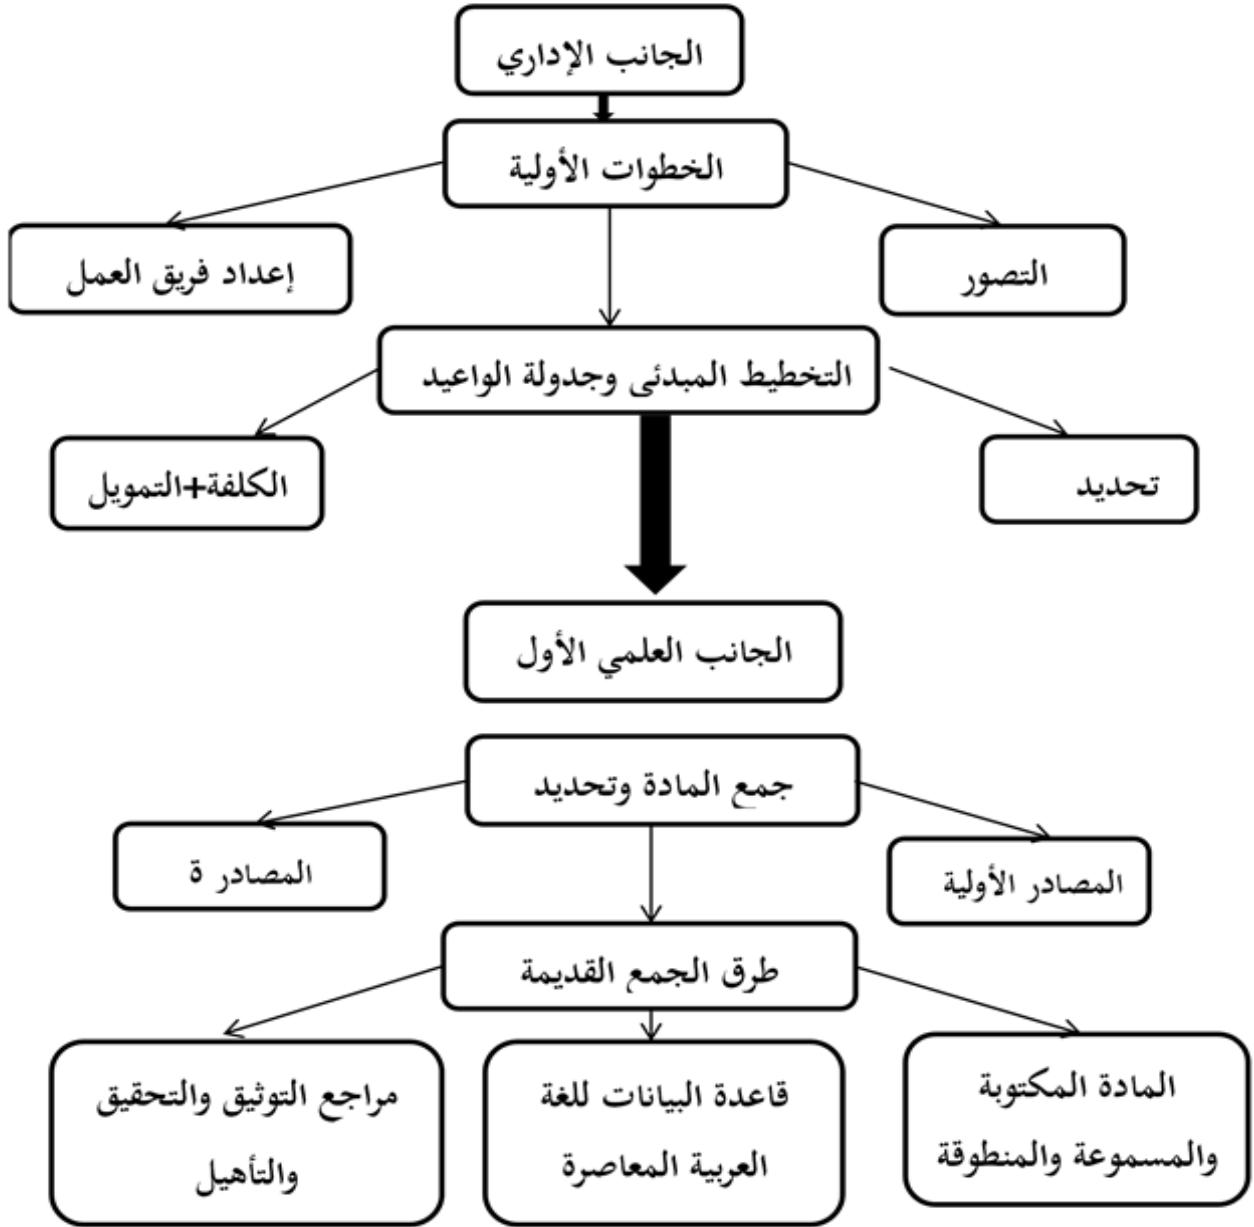 الجانب الإداري
الخطوات الأولية
التصور
إعداد فريق العمل
التخطيط المبدئى وجدولة الواعيد
تحديد
الكلفة+التمويل
الجانب العلمي الأول
جمع المادة وتحديد
المصادر الأولية
المصادر ة
طرق الجمع القديمة
المادة المكتوبة
والمسموعة والمنطوقة
قاعدة البيانات للغة
العربية المعاصرة
مراجع التوثيق والتحقيق
والتأهيل